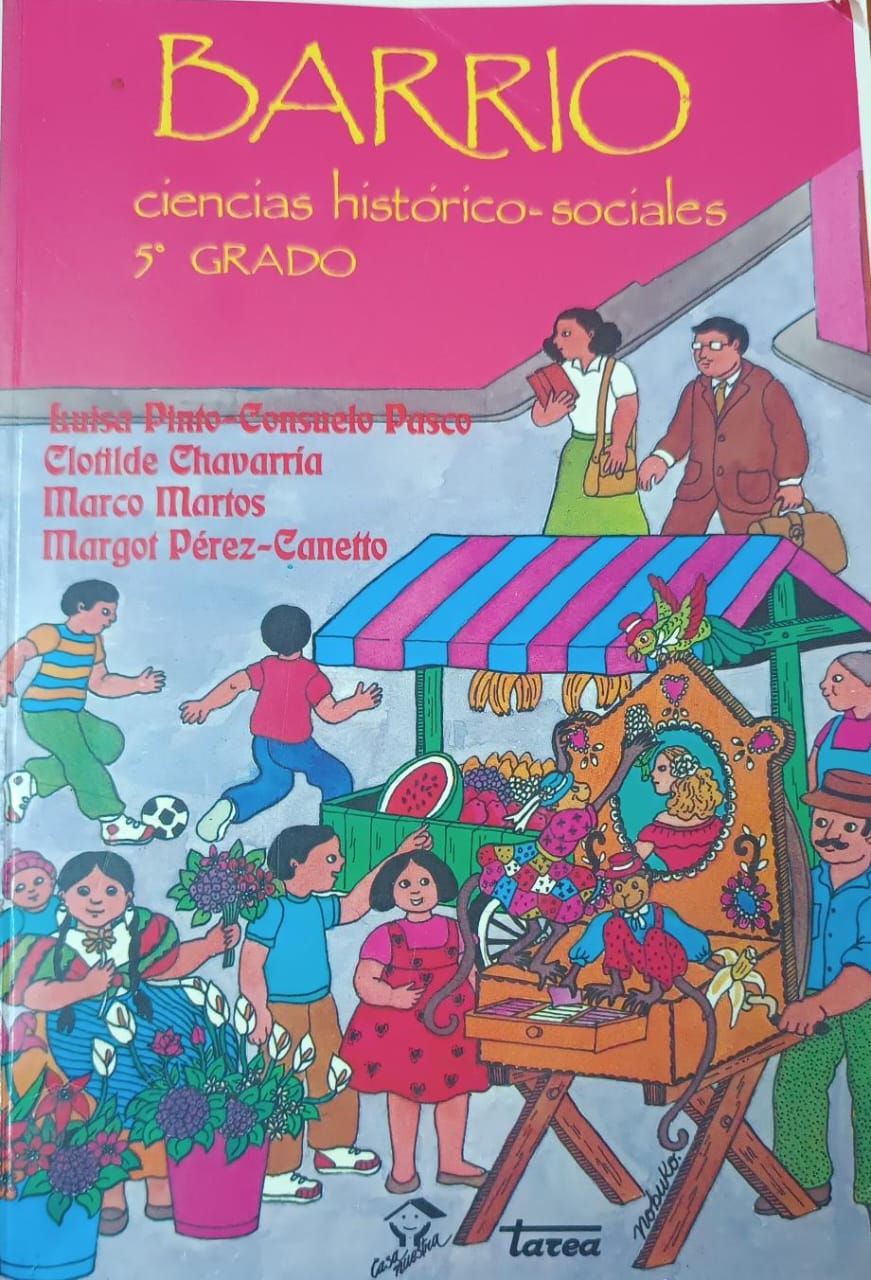 BARRIO
ciencias histórico-sociales
5° GRADO
Luisa Pinto-Consuelo Pasco
Clotilde Chavarría
Marco Martos
Margot Pérez-Canetto
Casa Nuestra
tarea
nobuko.